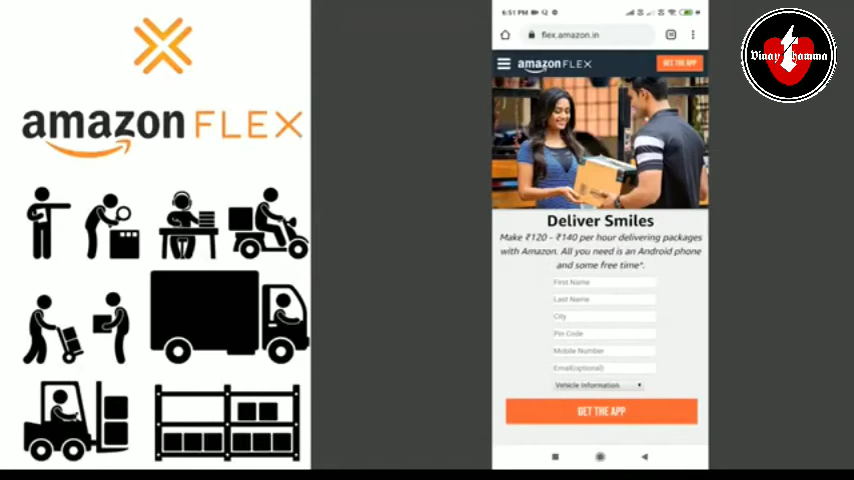 amazon FLEX
6:51 PM
flex.amazon.in
amazon FLEX
GET THE APP
Deliver Smiles
Make ₹120 - ₹140 per hour delivering packages
with Amazon. All you need is an Android phone
and some free time*.
First Name
Last Name
City
Pin Code
Mobile Number
Email(optional)
Vehicle Information
GET THE APP
Vinay Thamma